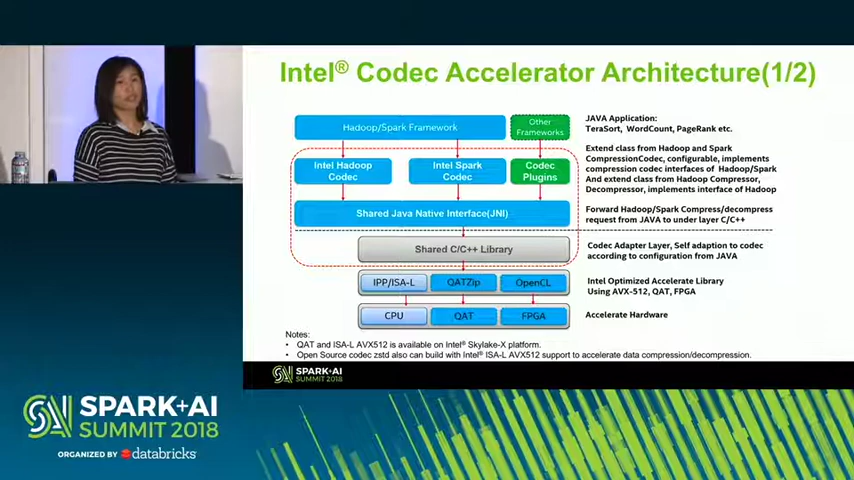 Intel® Codec Accelerator Architecture(1/2)
Hadoop/Spark Framework
Other
Frameworks
JAVA Application:
TeraSort, WordCount, PageRank etc.
Intel Hadoop
Codec
Intel Spark
Codec
Codec
Plugins
Extend class from Hadoop and Spark
CompressionCodec, configurable, implements
compression codec interfaces of Hadoop/Spark
And extend class from Hadoop Compressor,
Decompressor, implements interface of Hadoop
Shared Java Native Interface(JNI)
Forward Hadoop/Spark Compress/decompress
request from JAVA to under layer C/C++
Shared C/C++ Library
Codec Adapter Layer, Self adaption to codec
according to configuration from JAVA
IPP/ISA-L
QATZip
OpenCL
Intel Optimized Accelerate Library
Using AVX-512, QAT, FPGA
CPU
QAT
FPGA
Accelerate Hardware
Notes:
• QAT and ISA-L AVX512 is available on Intel® Skylake-X platform.
• Open Source codec zstd also can build with Intel® ISA-L AVX512 support to accelerate data compression/decompression.
SPARK+AI
SUMMIT 2018
SPARK+AI
SUMMIT 2018
ORGANIZED BY databricks